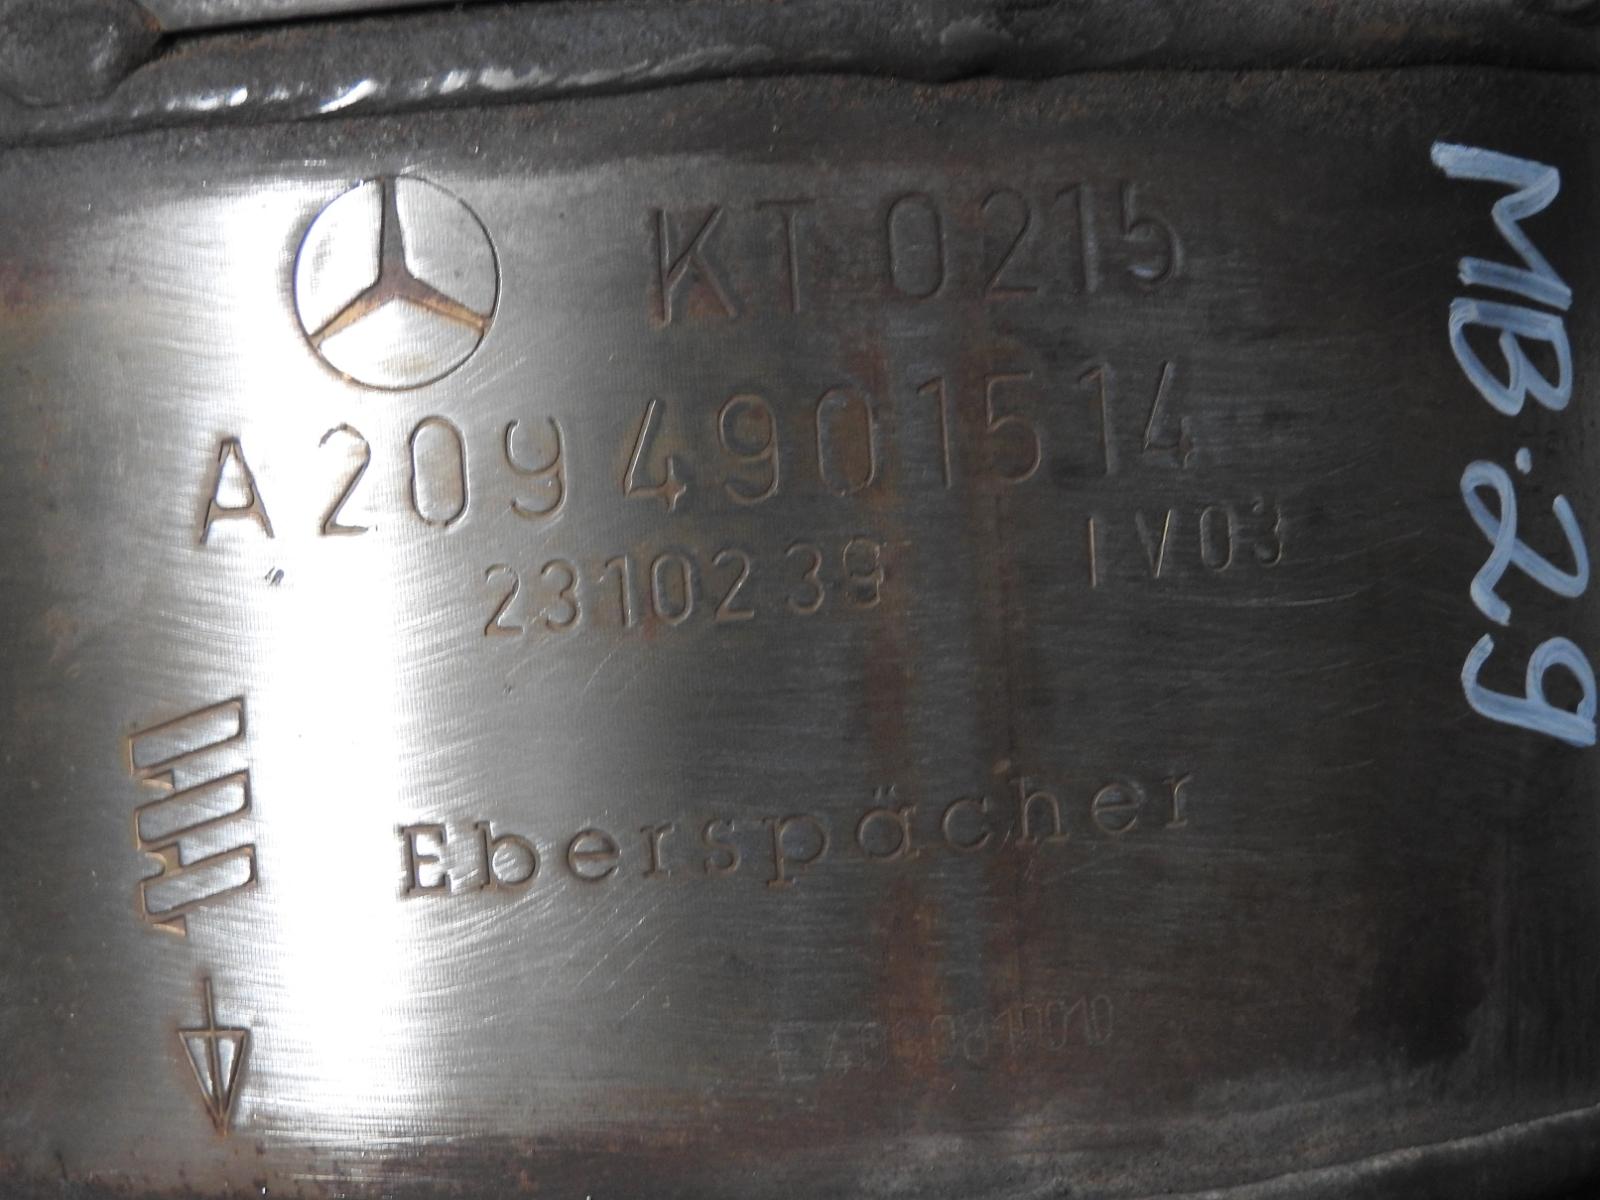 KT 0215
A 209 490 15 14
2310239 IV03
Eberspächer
MB.29